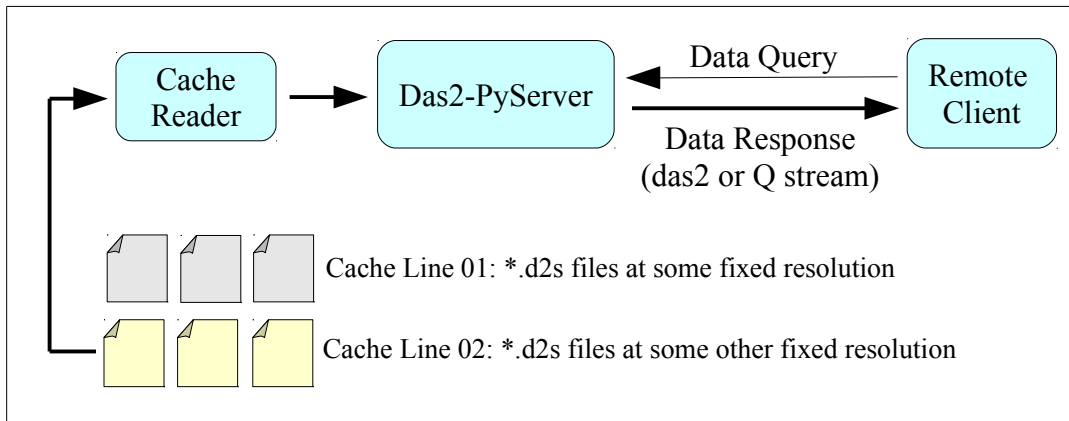 Cache
Reader
Das2-PyServer
Data Query
Remote
Client
Data Response
(das2 or Q stream)
Cache Line 01: *.d2s files at some fixed resolution
Cache Line 02: *.d2s files at some other fixed resolution